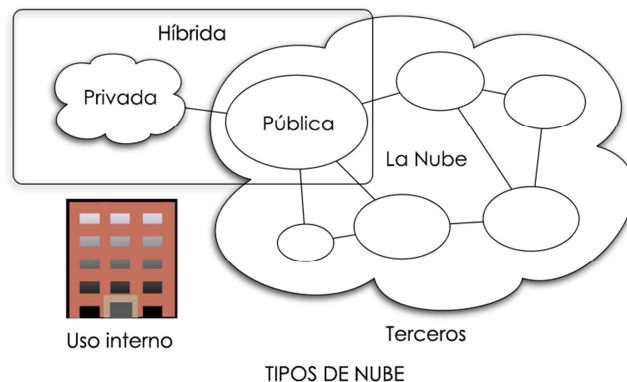 Híbrida
Privada
Pública
La Nube
Uso interno
Terceros
TIPOS DE NUBE